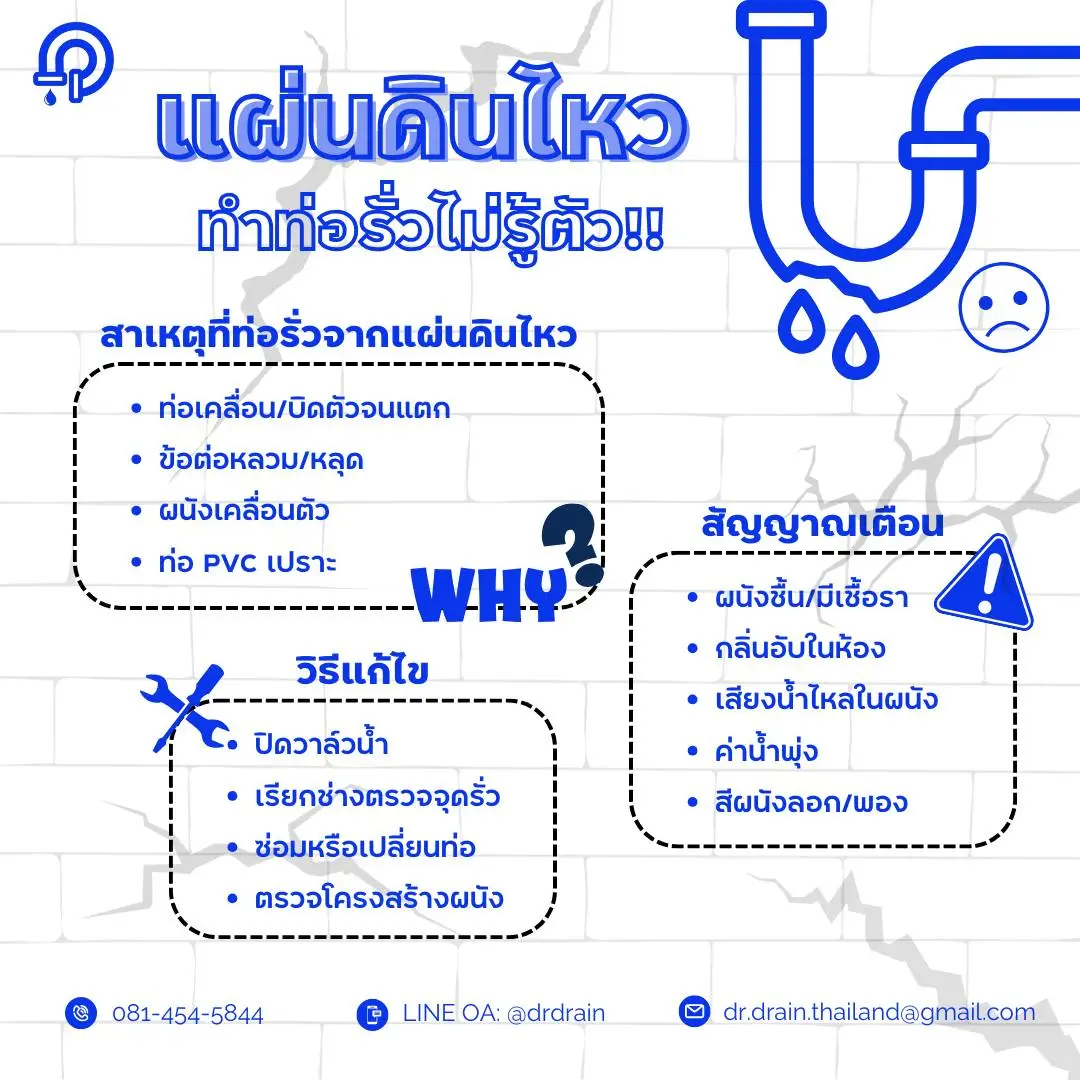 แผ่นดินไหว
ทำท่อรั่วไม่รู้ตัว!!
สาเหตุที่ท่อรั่วจากแผ่นดินไหว
• ท่อเคลื่อน/บิดตัวจนแตก
• ข้อต่อหลวม/หลุด
• ผนังเคลื่อนตัว
• ท่อ PVC เปราะ
WHY?
สัญญาณเตือน
• ผนังชื้น/มีเชื้อรา
• กลิ่นอับในห้อง
• เสียงน้ำไหลในผนัง
• ค่าน้ำพุ่ง
• สีผนังลอก/พอง
วิธีแก้ไข
• ปิดวาล์วน้ำ
• เรียกช่างตรวจจุดรั่ว
• ซ่อมหรือเปลี่ยนท่อ
• ตรวจโครงสร้างผนัง
081-454-5844
LINE OA: @drdrain
dr.drain.thailand@gmail.com